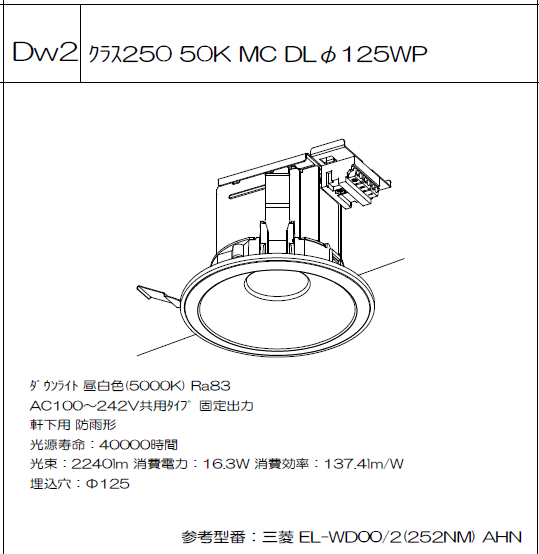 Dw2
ｸﾗｽ250 50K MC DLφ125WP
ﾀﾞｳﾝﾗｲﾄ 昼白色(5000K) Ra83
AC100～242V共用ﾀｲﾌﾟ 固定出力
軒下用 防雨形
光源寿命：40000時間
光束：2240lm 消費電力：16.3W 消費効率：137.4lm/W
埋込穴：Φ125
参考型番：三菱 EL-WD00/2(252NM) AHN